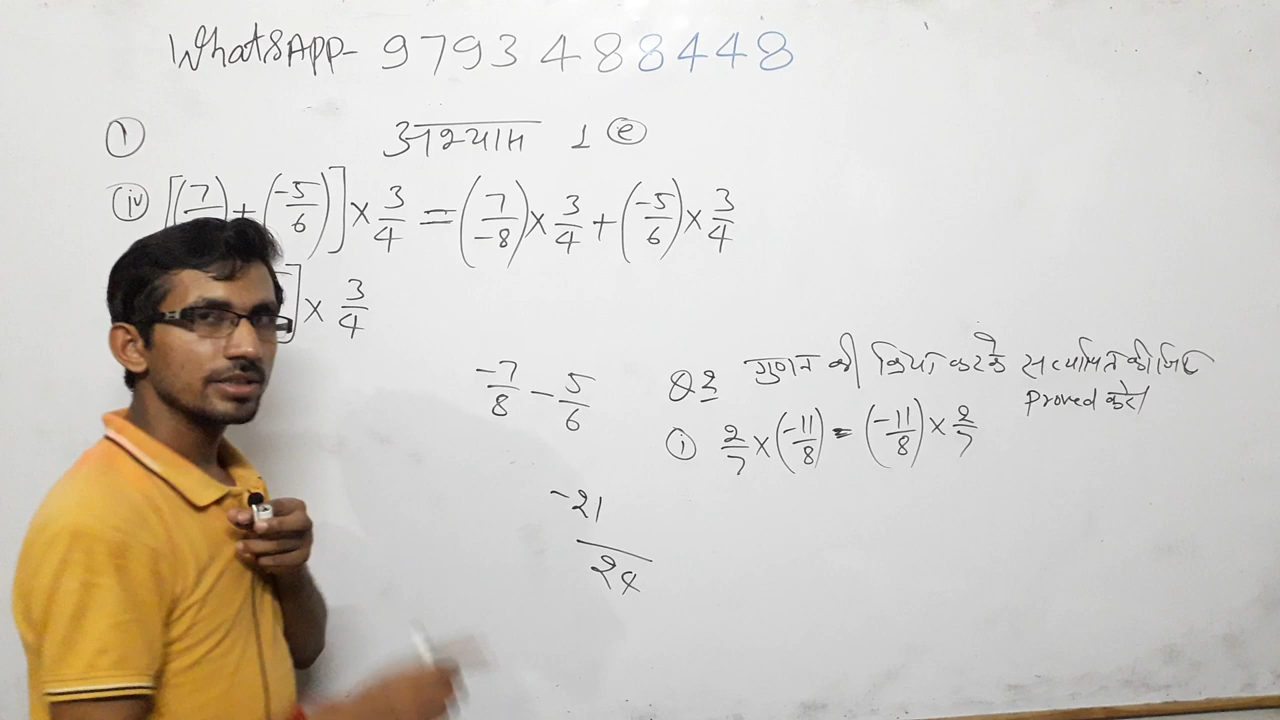 WhatsApp- 9793488448
①
अभ्यास 1 ⓔ
(iv) [(7/ ) + (-5/6)] × 3/4 = (7/-8) × 3/4 + (-5/6) × 3/4
] × 3/4
-7/8 - 5/6
-21/24
Q 2 गुणन की क्रिया करके सत्यापित कीजिए
Proved करें।
(i) 2/7 × (-11/8) = (-11/8) × 2/7